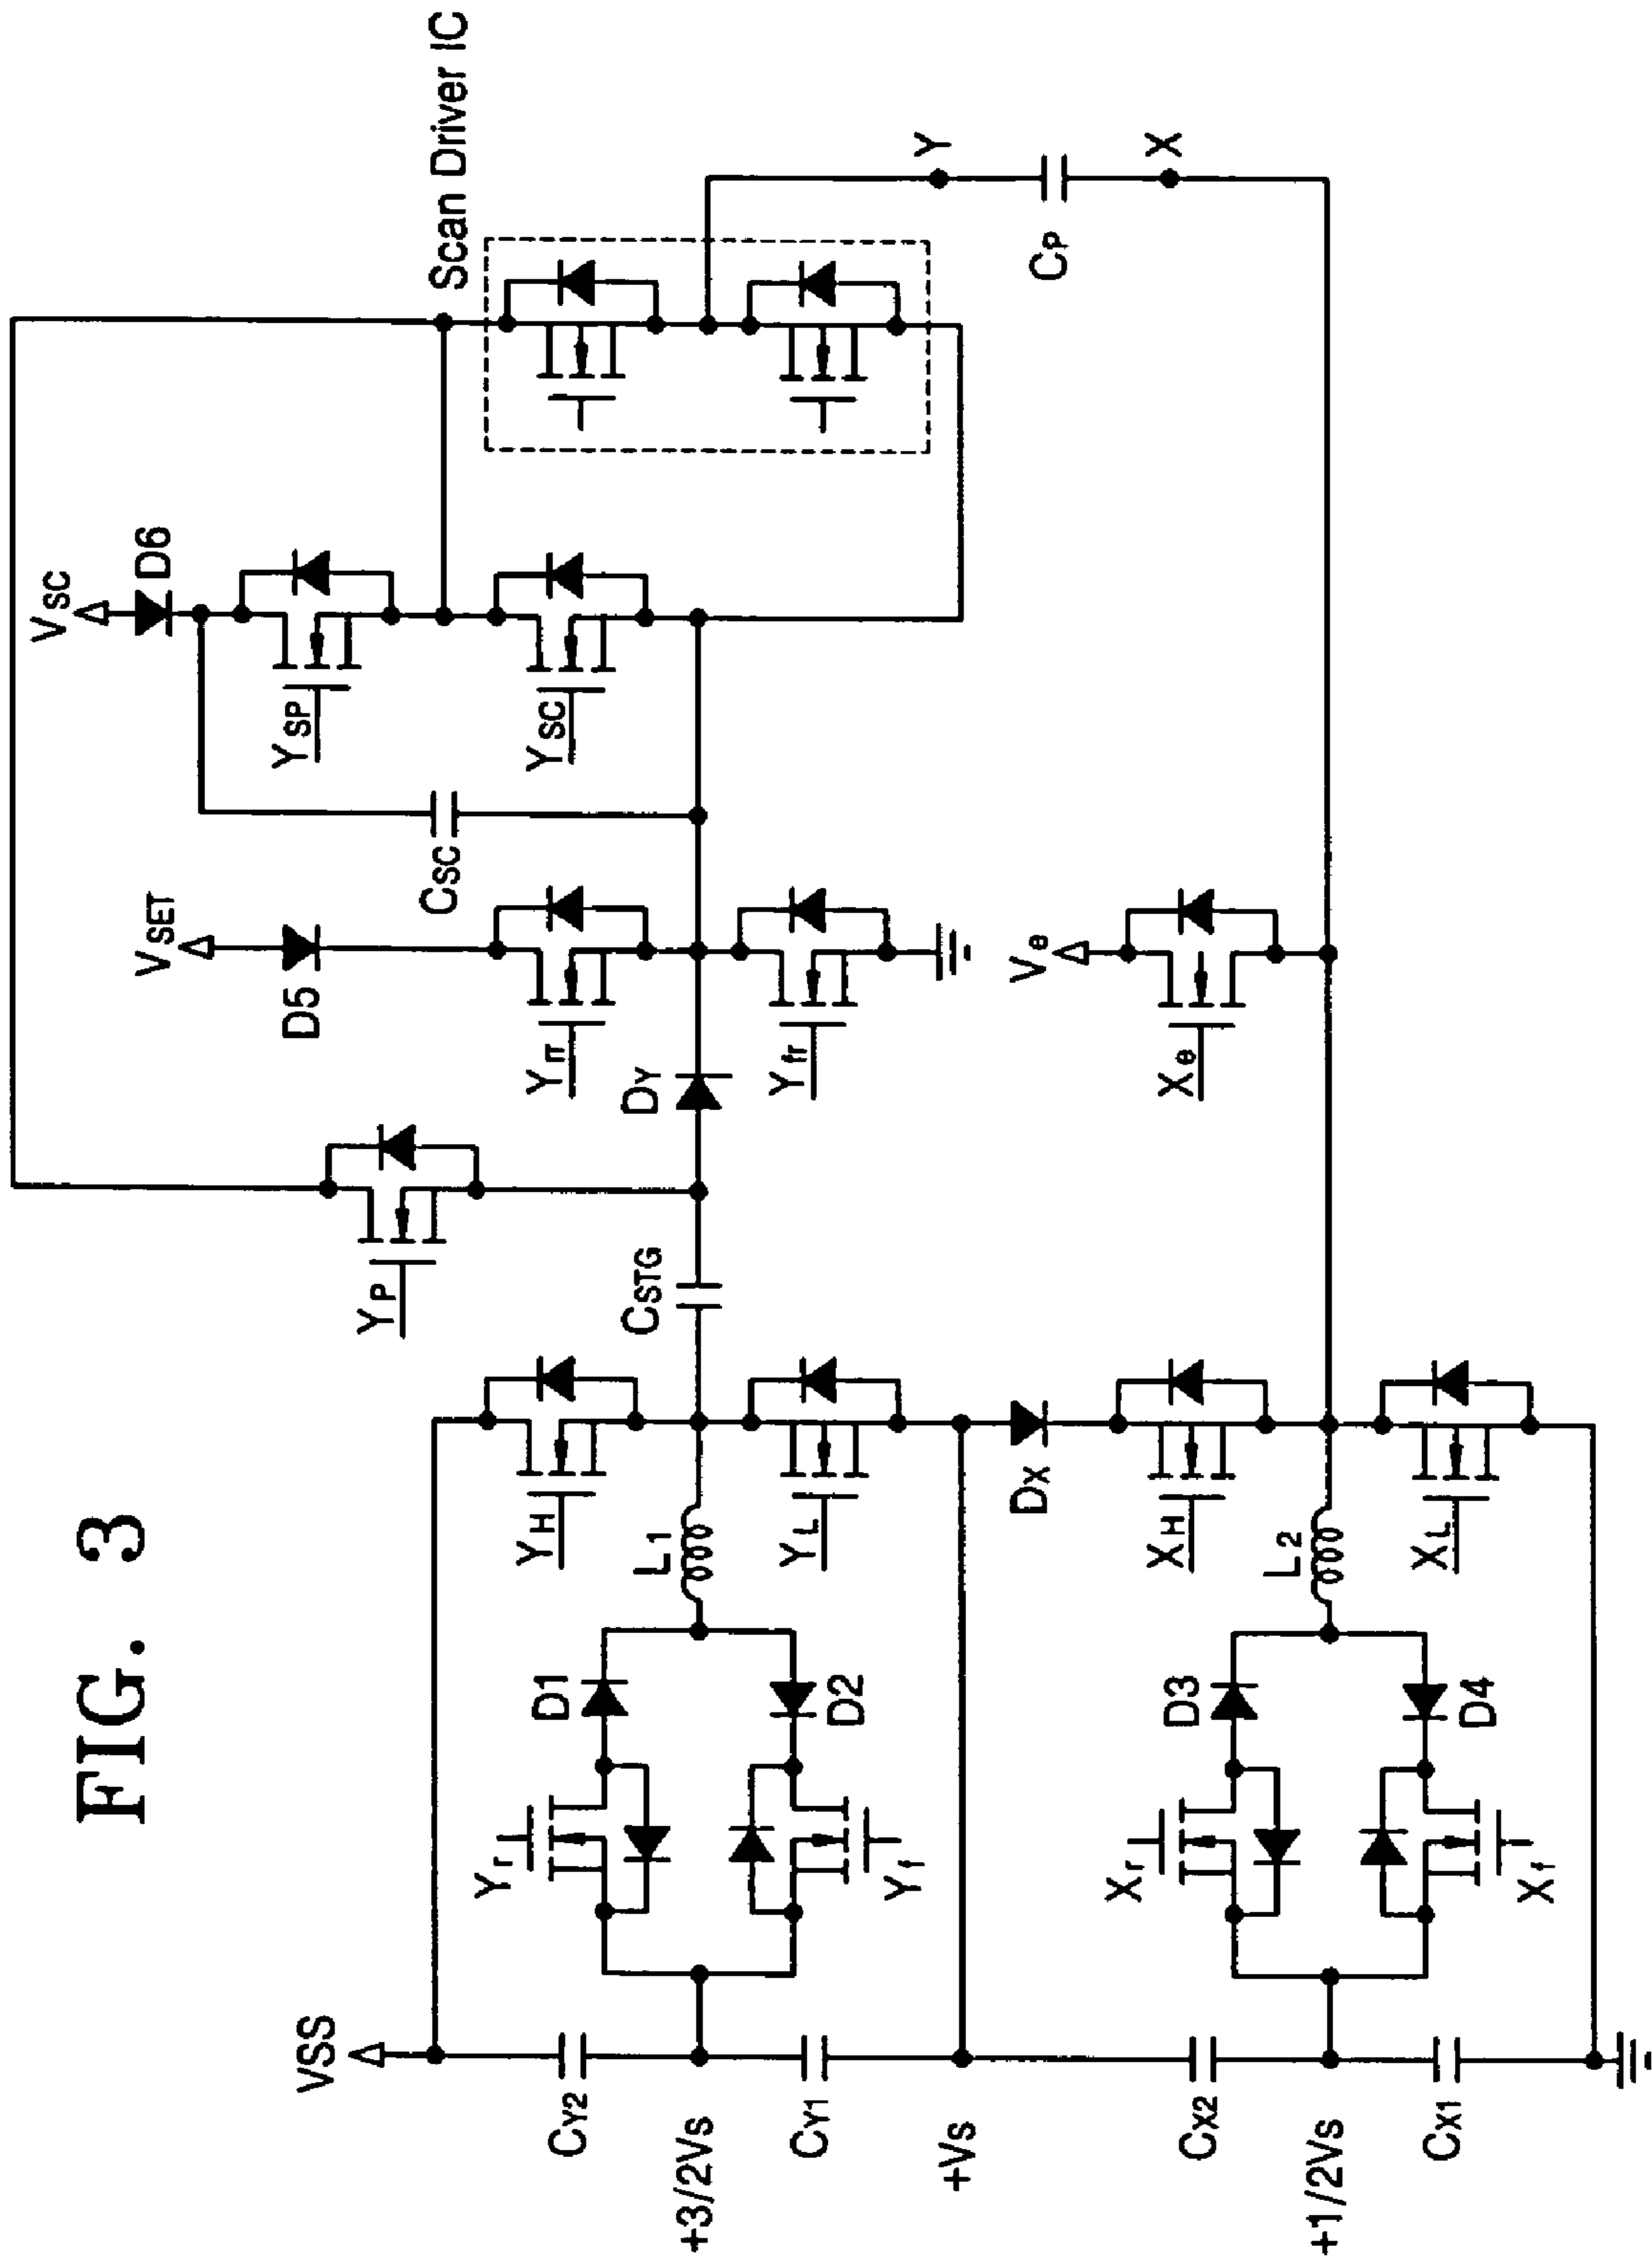 FIG. 3
VSS
CY2
+3/2Vs
CY1
+Vs
CX2
+1/2Vs
CX1
Yr
D1
D2
Yf
Xr
D3
D4
Xf
L1
L2
YH
YL
DX
XH
XL
YP
CSTG
DY
VSET
D5
Yrr
Yfr
Ve
Xe
CSC
VSC
D6
YSP
YSC
Scan Driver IC
Y
CP
X